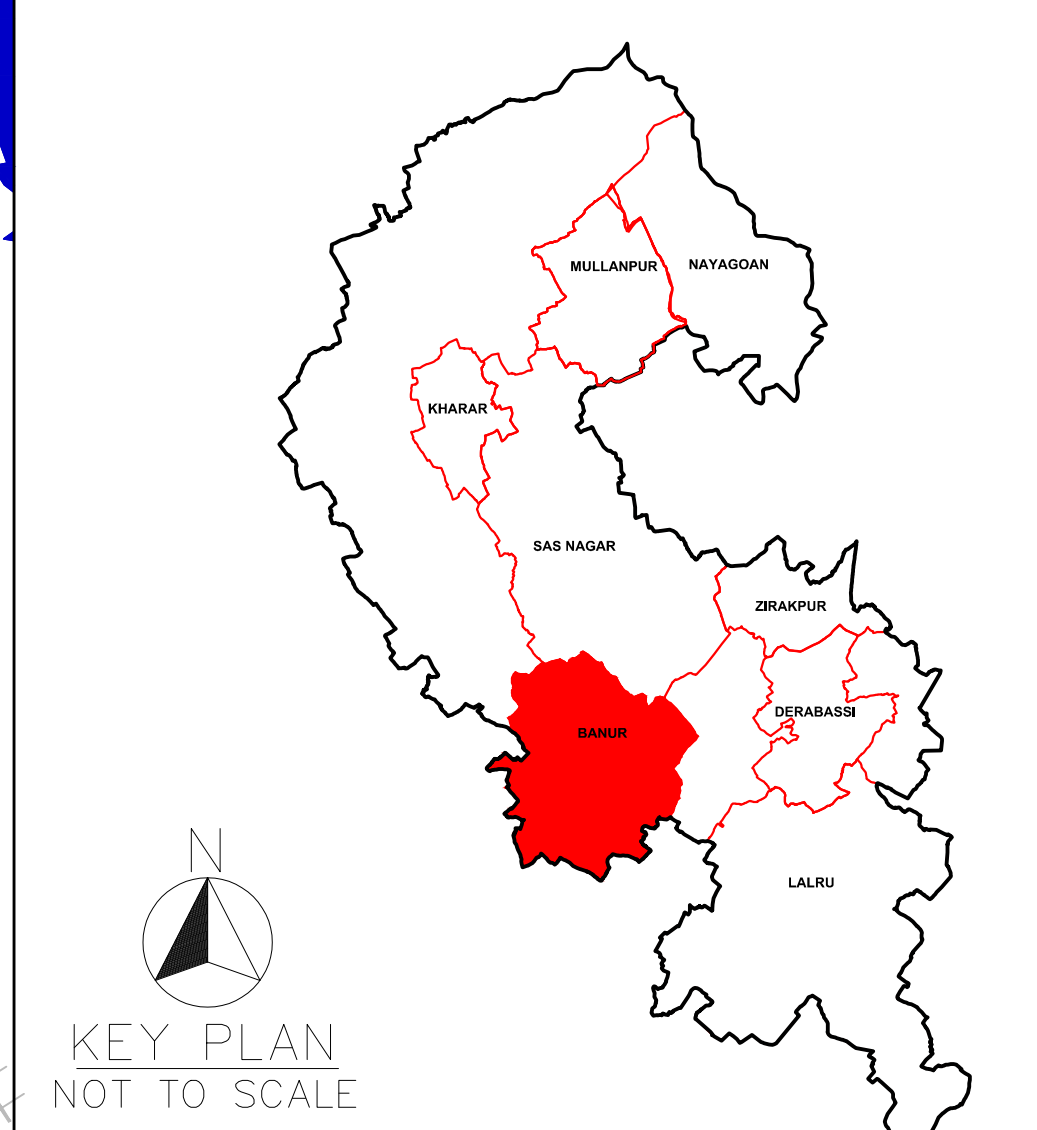 MULLANPUR
NAYAGOAN
KHARAR
SAS NAGAR
ZIRAKPUR
DERABASSI
BANUR
LALRU
N
KEY PLAN
NOT TO SCALE